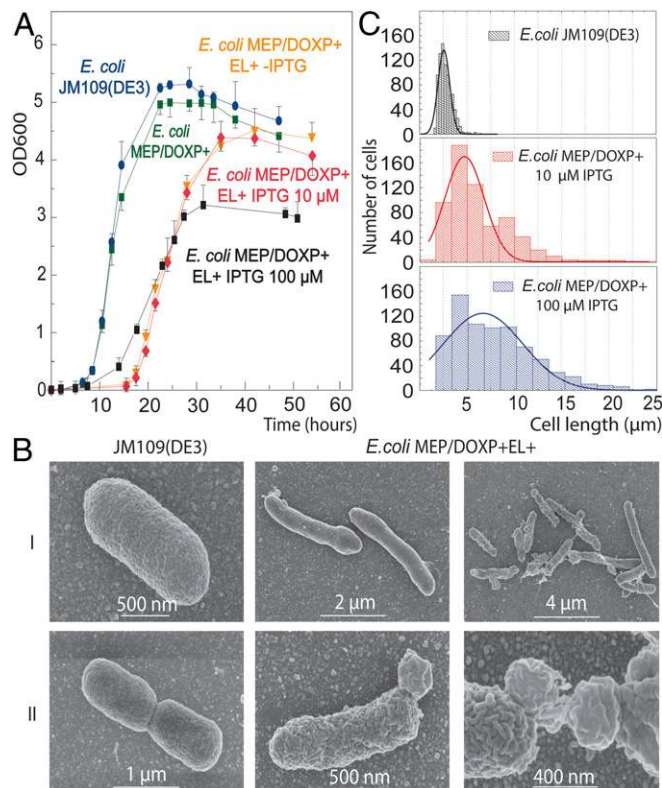 A
6
5
4
3
2
1
0
OD600
E. coli
JM109(DE3)
E. coli
MEP/DOXP+
E. coli MEP/DOXP+
EL+ -IPTG
E. coli MEP/DOXP+
EL+ IPTG 10 μM
E. coli MEP/DOXP+
EL+ IPTG 100 μM
0 10 20 30 40 50 60
Time (hours)
C
Number of cells
160
120
80
40
0
E.coli JM109(DE3)
160
120
80
40
0
E.coli MEP/DOXP+
10 μM IPTG
160
120
80
40
0
E.coli MEP/DOXP+
100 μM IPTG
5 10 15 20 25
Cell length (μm)
B
JM109(DE3)
E.coli MEP/DOXP+EL+
I
500 nm
2 μm
4 μm
II
1 μm
500 nm
400 nm